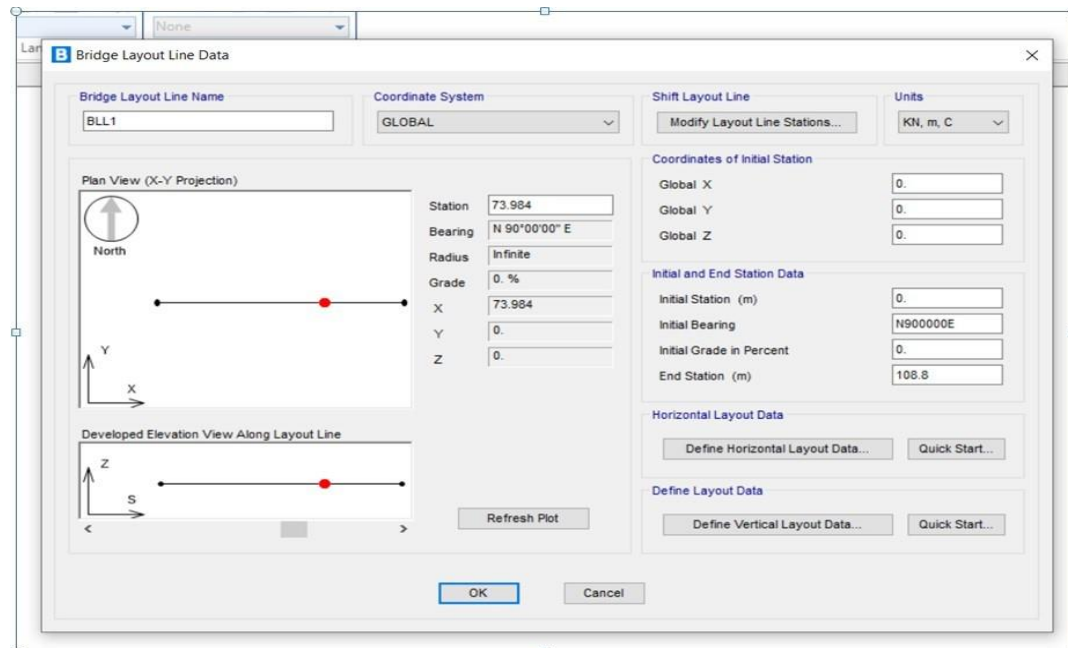 None
Lar
B Bridge Layout Line Data
Bridge Layout Line Name
BLL1
Coordinate System
GLOBAL
Shift Layout Line
Modify Layout Line Stations...
Units
KN, m, C
Plan View (X-Y Projection)
North
Y
X
Station 73.984
Bearing N 90°00'00" E
Radius Infinite
Grade 0. %
X 73.984
Y 0.
Z 0.
Coordinates of Initial Station
Global X 0.
Global Y 0.
Global Z 0.
Initial and End Station Data
Initial Station (m) 0.
Initial Bearing N900000E
Initial Grade in Percent 0.
End Station (m) 108.8
Developed Elevation View Along Layout Line
Z
S
Refresh Plot
Horizontal Layout Data
Define Horizontal Layout Data... Quick Start...
Define Layout Data
Define Vertical Layout Data... Quick Start...
OK Cancel